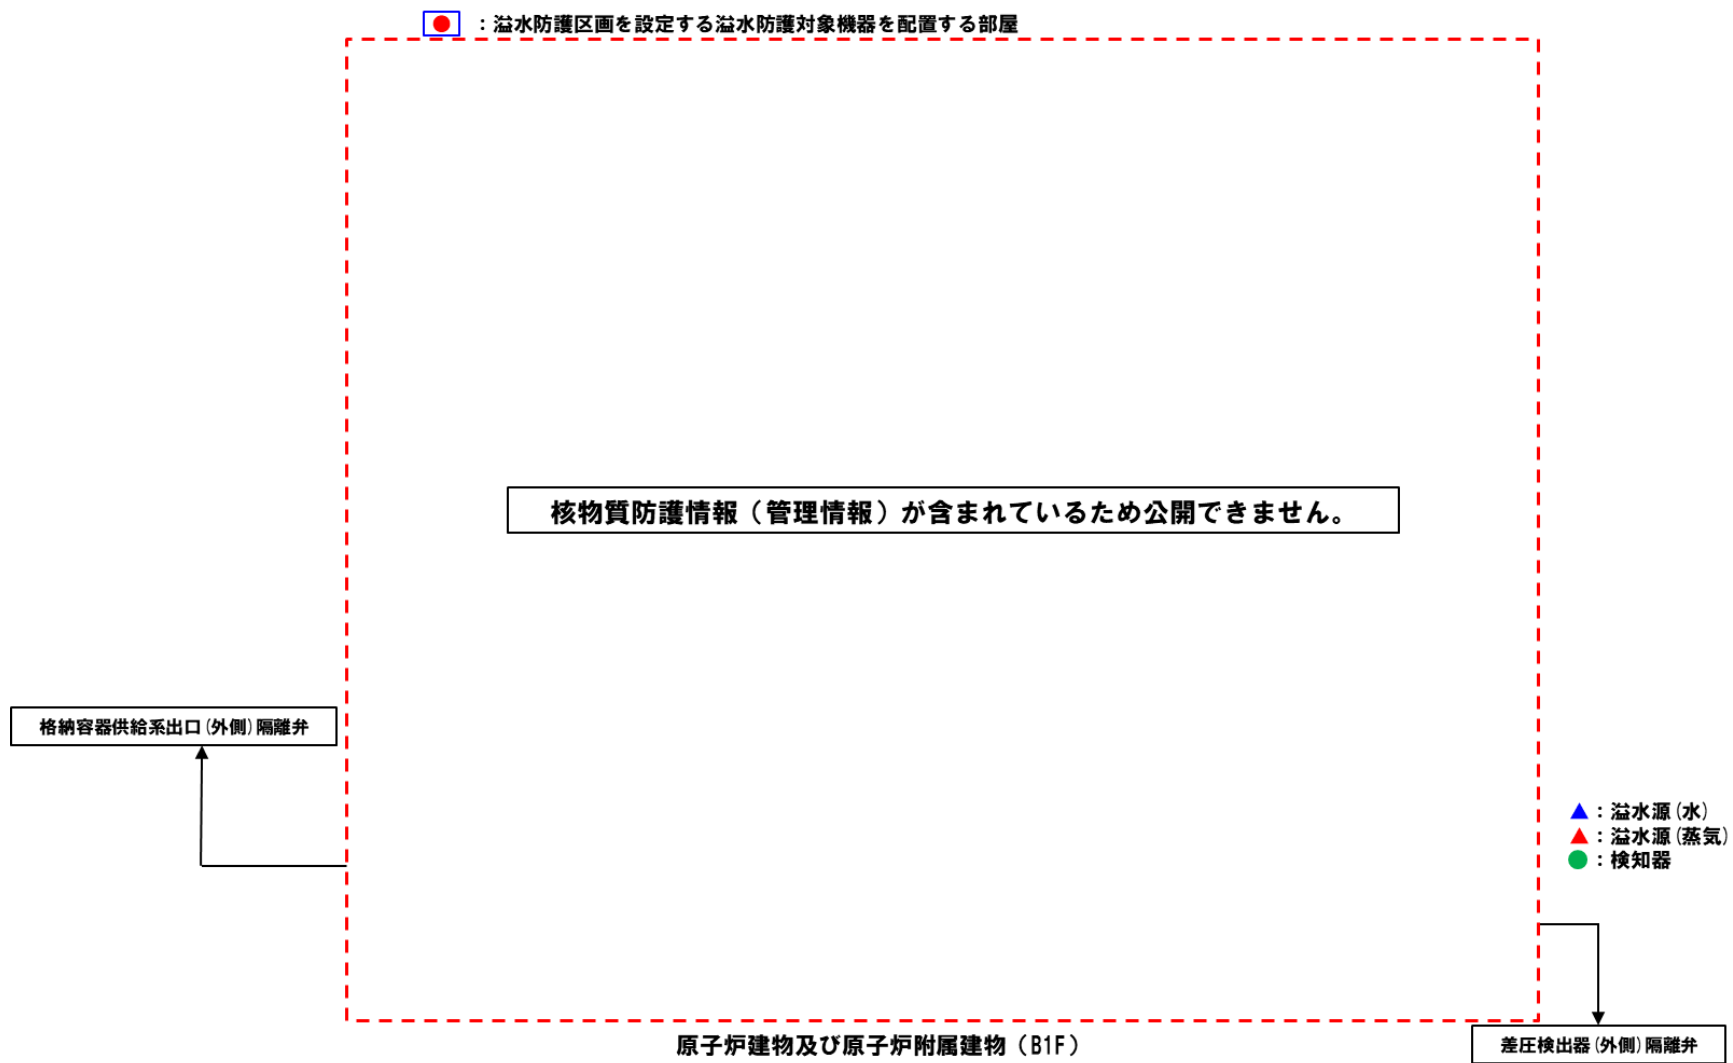 ：溢水防護区画を設定する溢水防護対象機器を配置する部屋
核物質防護情報（管理情報）が含まれているため公開できません。
格納容器供給系出口(外側)隔離弁
：溢水源(水)
：溢水源(蒸気)
：検知器
差圧検出器(外側)隔離弁
原子炉建物及び原子炉附属建物（B1F）